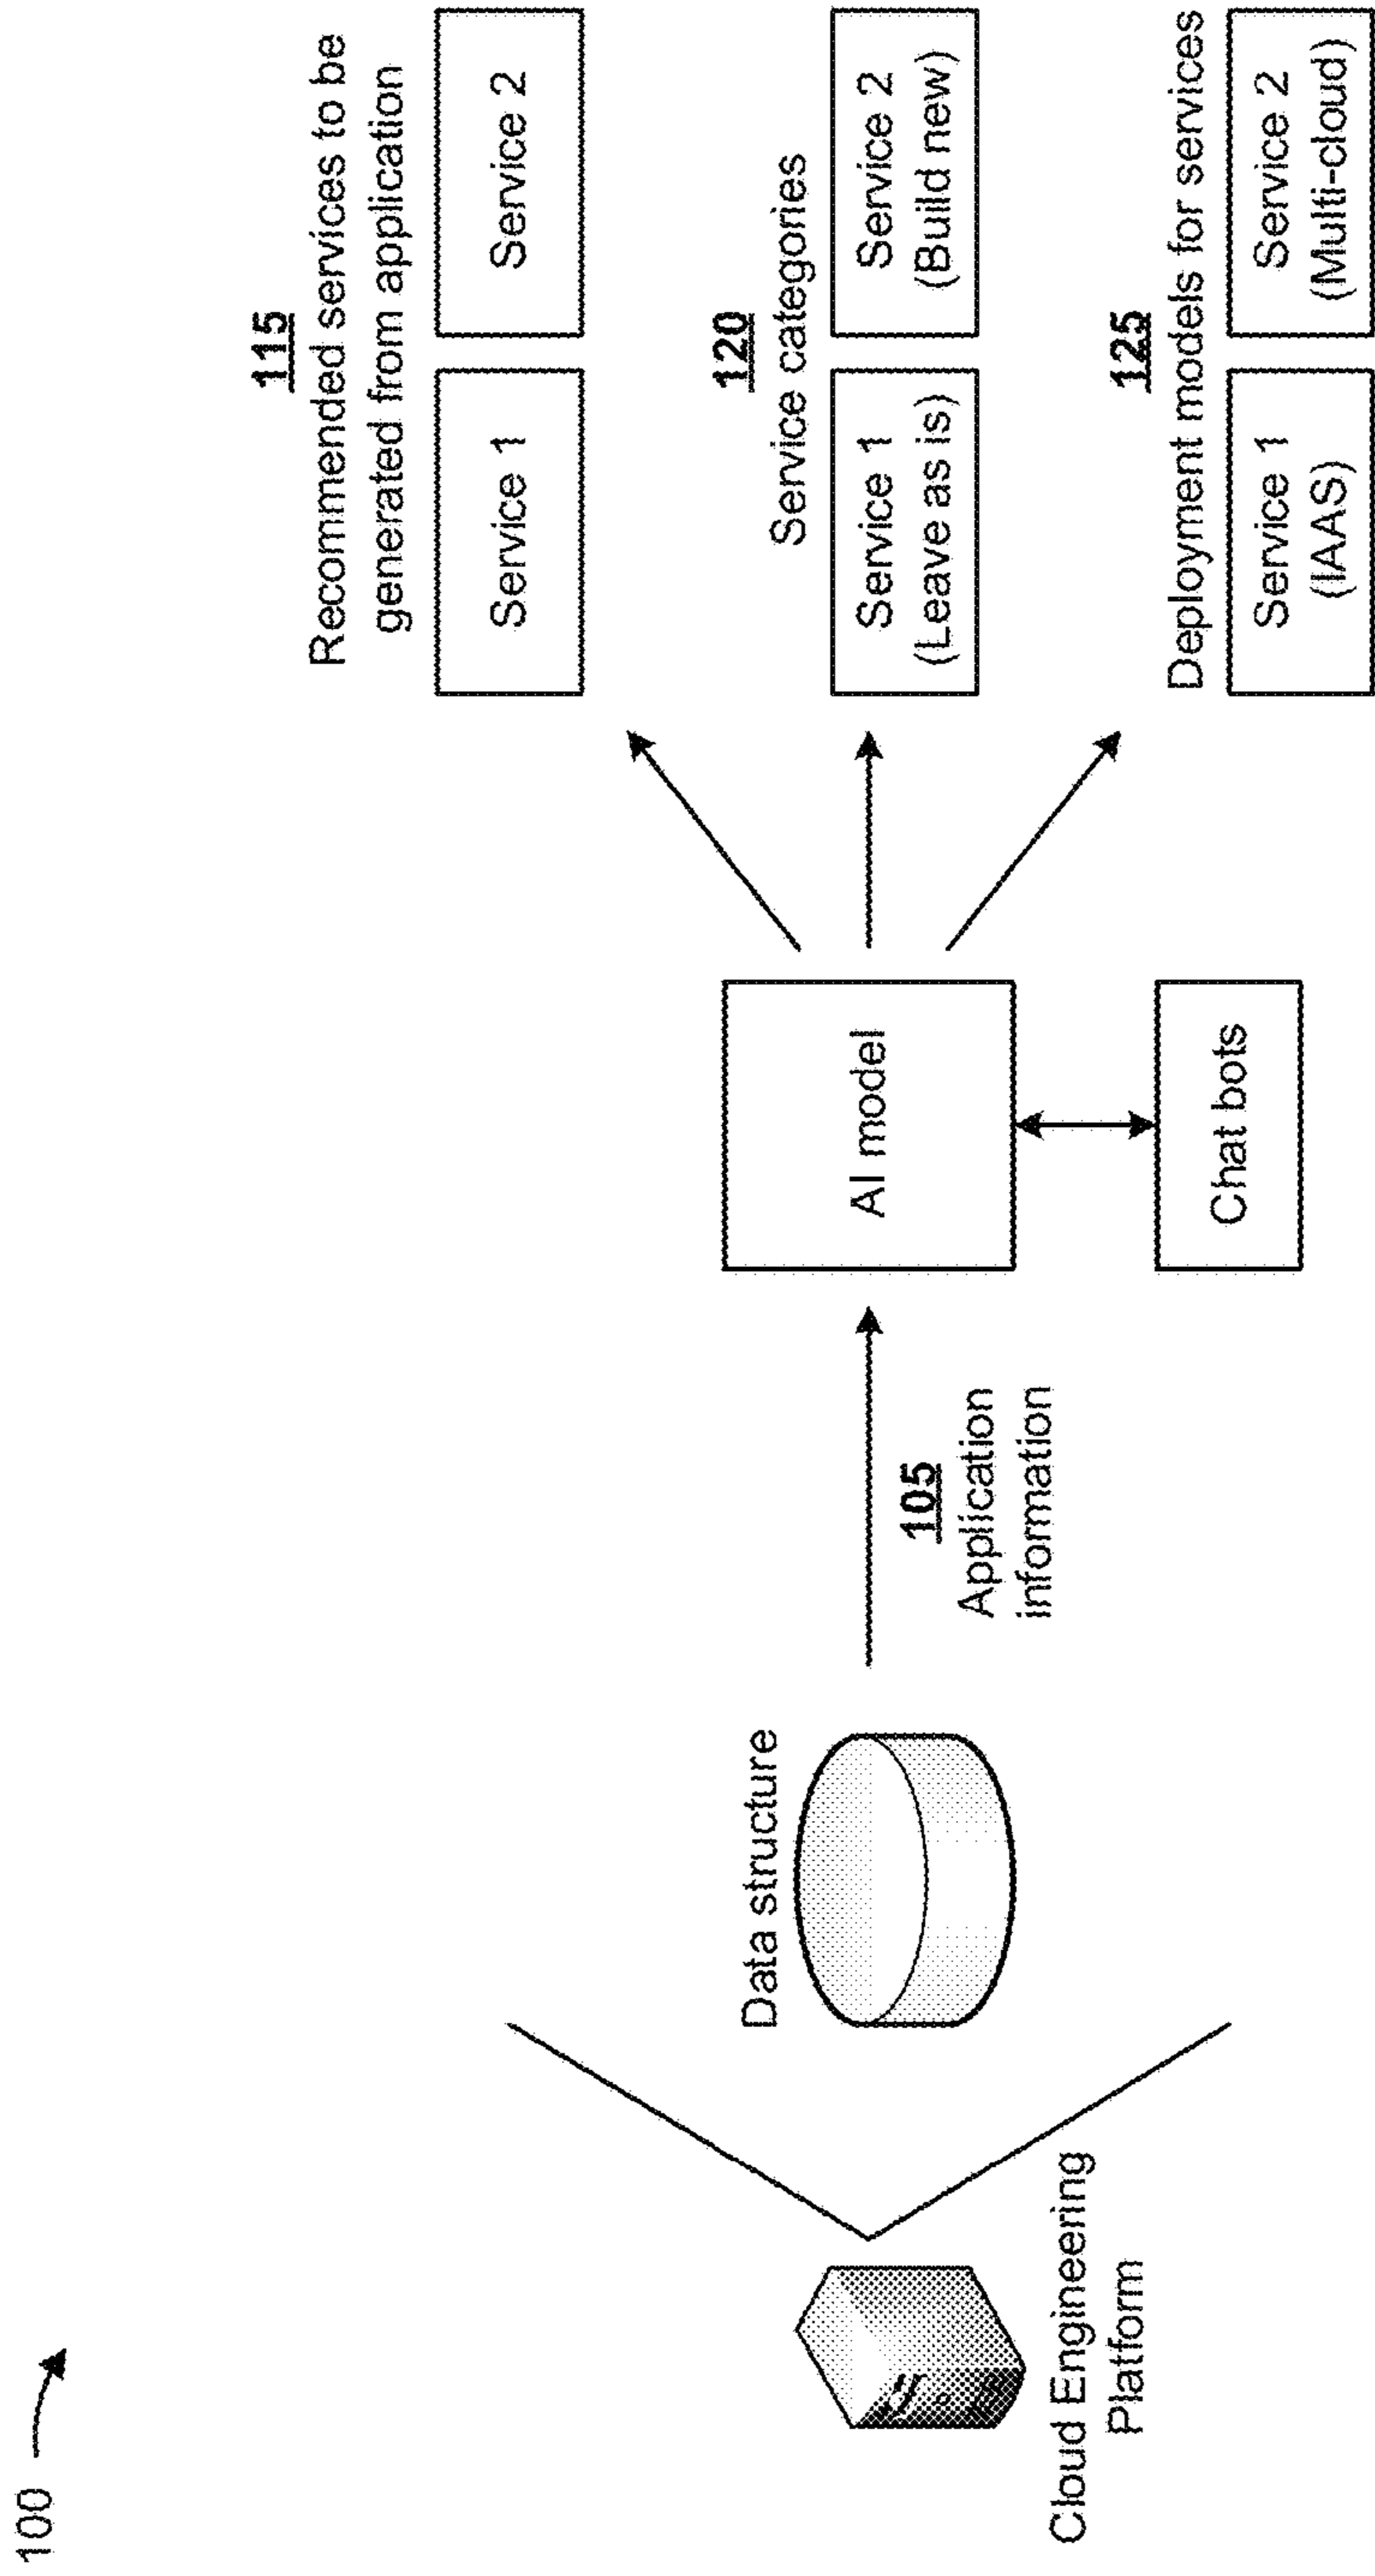 100
115
Recommended services to be
generated from application
Service 1
Service 2
120
Service categories
Service 1
(Leave as is)
Service 2
(Build new)
125
Deployment models for services
Service 1
(IAAS)
Service 2
(Multi-cloud)
AI model
Chat bots
105
Application
information
Data structure
Cloud Engineering
Platform